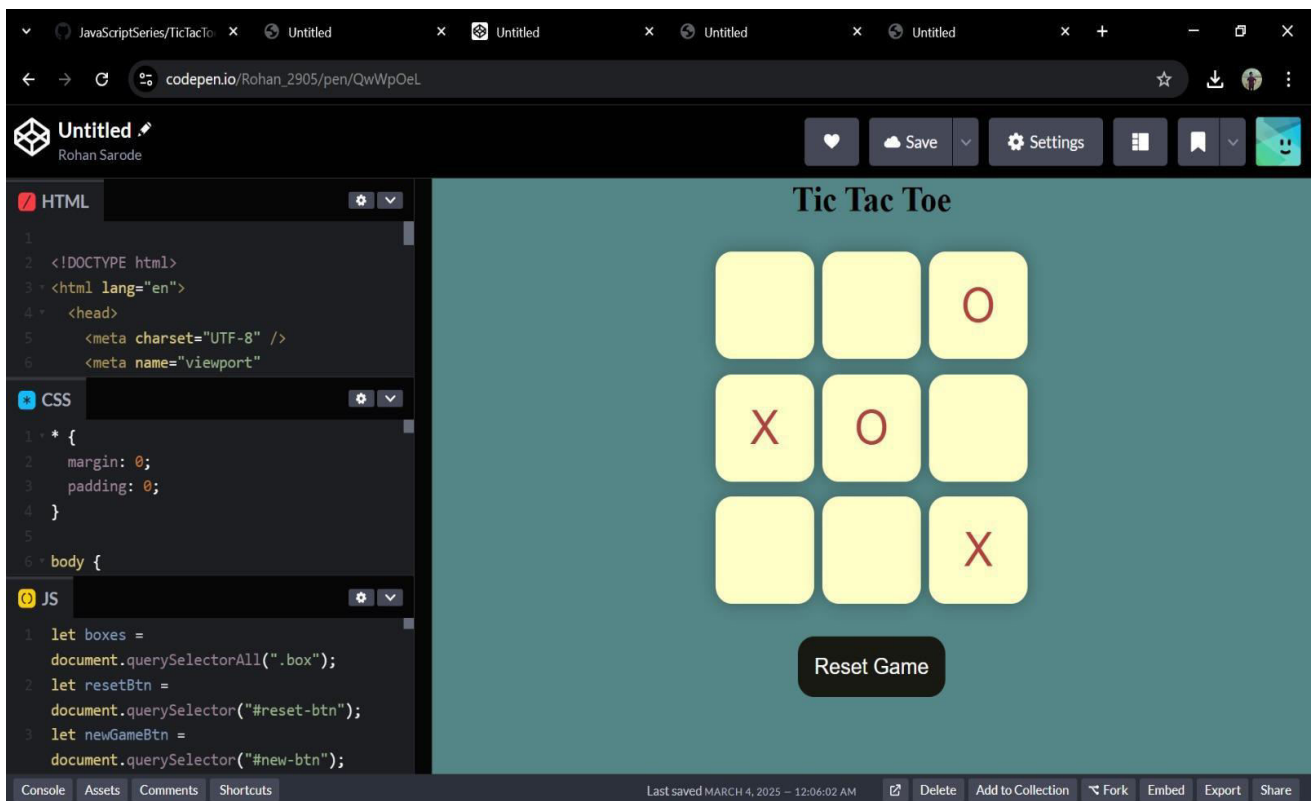 JavaScriptSeries/TicTacTo
Untitled
Untitled
Untitled
Untitled
codepen.io/Rohan_2905/pen/QwWpOeL
Untitled
Rohan Sarode
Save
Settings
HTML
1
2 <!DOCTYPE html>
3 <html lang="en">
4 <head>
5 <meta charset="UTF-8" />
6 <meta name="viewport"
CSS
1 * {
2 margin: 0;
3 padding: 0;
4 }
5
6 body {
JS
1 let boxes =
document.querySelectorAll(".box");
2 let resetBtn =
document.querySelector("#reset-btn");
3 let newGameBtn =
document.querySelector("#new-btn");
Tic Tac Toe
O
X O
X
Reset Game
Console Assets Comments Shortcuts
Last saved MARCH 4, 2025 — 12:06:02 AM
Delete Add to Collection Fork Embed Export Share